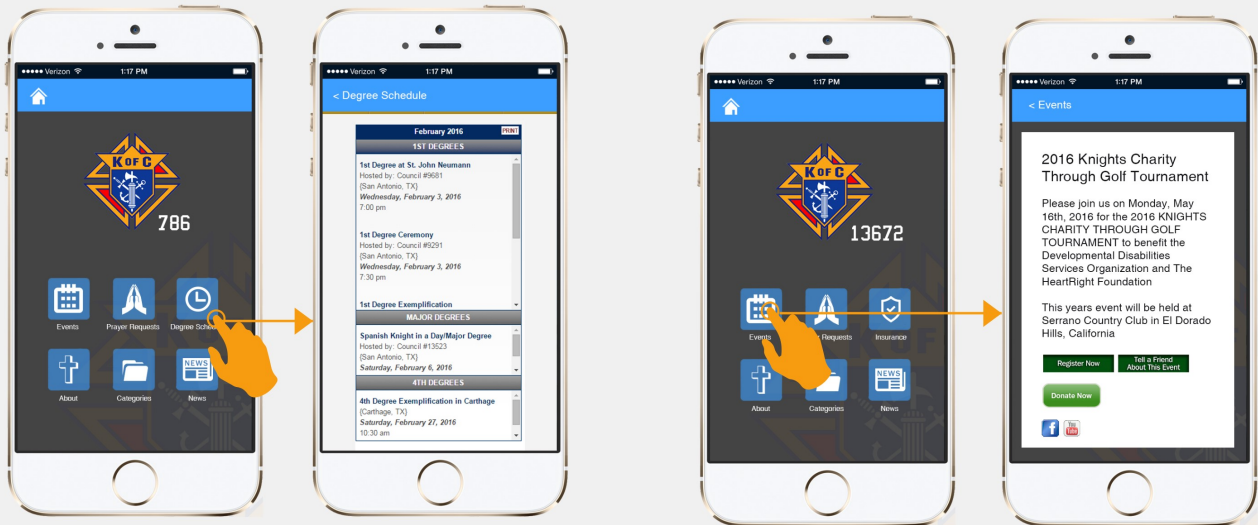 Verizon 1:17 PM
K OF C
786
Events Prayer Requests Degree Sched
About Categories News
NEWS
Verizon 1:17 PM
< Degree Schedule
February 2016 PRINT
1ST DEGREES
1st Degree at St. John Neumann
Hosted by: Council #9681
{San Antonio, TX}
Wednesday, February 3, 2016
7:00 pm
1st Degree Ceremony
Hosted by: Council #9291
{San Antonio, TX}
Wednesday, February 3, 2016
7:30 pm
1st Degree Exemplification
MAJOR DEGREES
Spanish Knight in a Day/Major Degree
Hosted by: Council #13523
{San Antonio, TX}
Saturday, February 6, 2016
4TH DEGREES
4th Degree Exemplification in Carthage
{Carthage, TX}
Saturday, February 27, 2016
10:30 am
Verizon 1:17 PM
K OF C
13672
Events Requests Insurance
NEWS
About Categories News
Verizon 1:17 PM
< Events
2016 Knights Charity
Through Golf Tournament
Please join us on Monday, May
16th, 2016 for the 2016 KNIGHTS
CHARITY THROUGH GOLF
TOURNAMENT to benefit the
Developmental Disabilities
Services Organization and The
HeartRight Foundation
This years event will be held at
Serrano Country Club in El Dorado
Hills, California
Register Now
Tell a Friend
About This Event
Donate Now
f
You
Tube